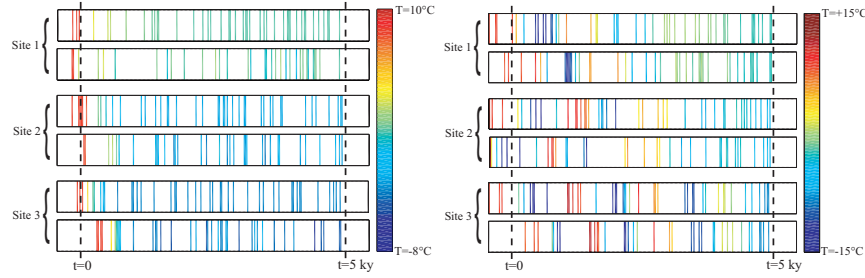 T=10°C
Site 1
Site 2
Site 3
T=-8°C
t=0
t=5 ky
T=+15°C
Site 1
Site 2
Site 3
T=-15°C
t=0
t=5 ky